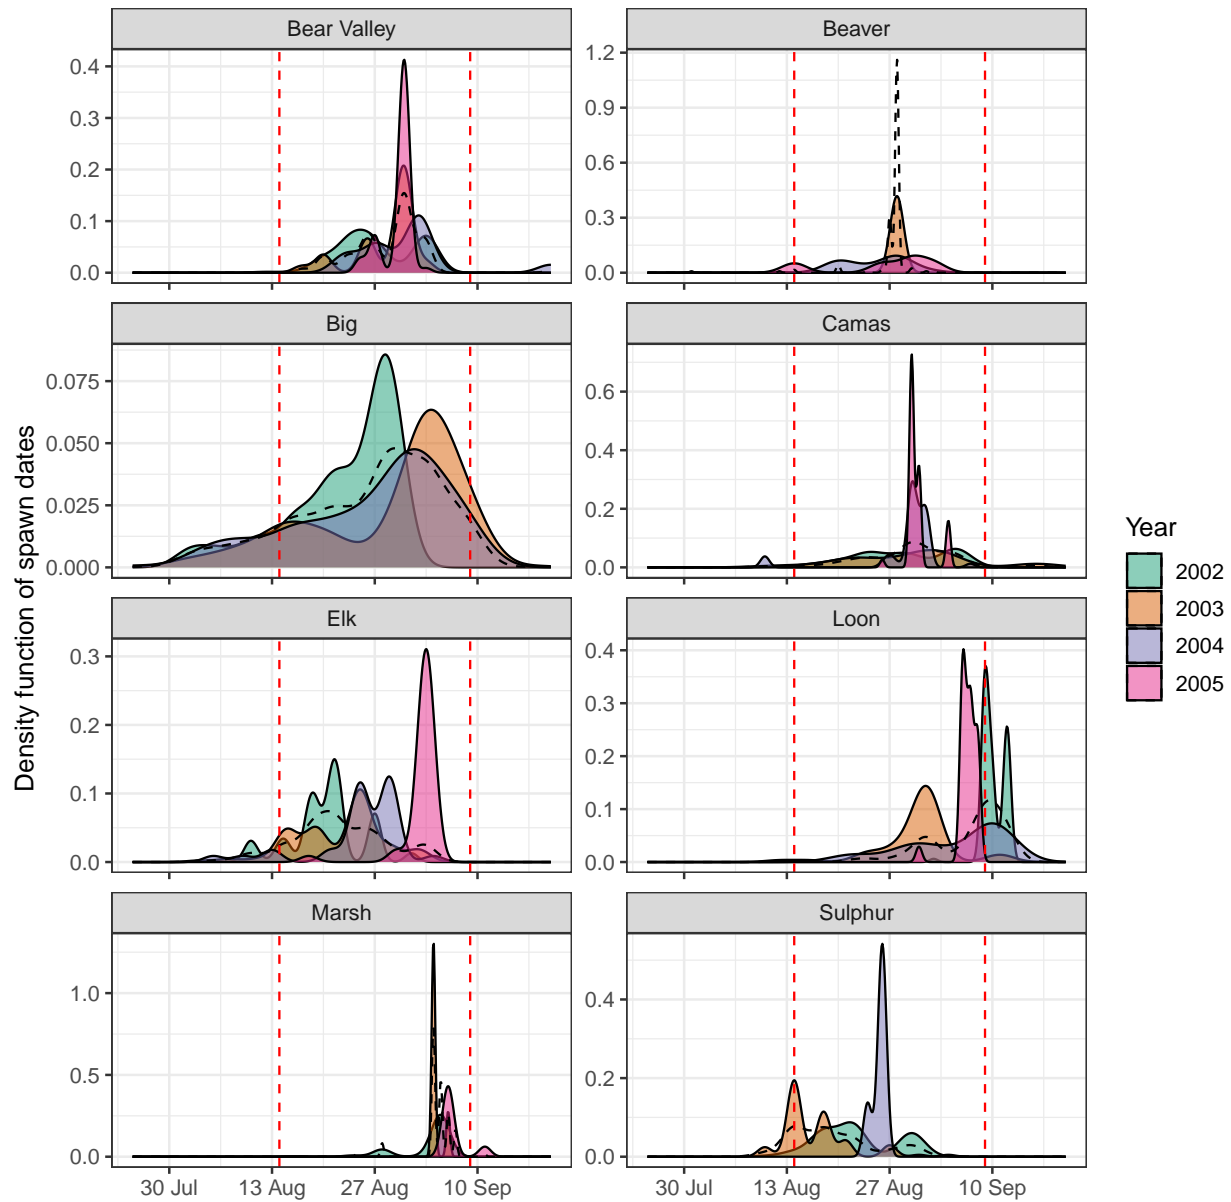 Bear Valley
Beaver
0.4
0.3
0.2
0.1
0.0
1.2
0.9
0.6
0.3
0.0
Big
Camas
0.075
0.050
0.025
0.000
0.6
0.4
0.2
0.0
Elk
Loon
0.3
0.2
0.1
0.0
0.4
0.3
0.2
0.1
0.0
Marsh
Sulphur
1.0
0.5
0.0
0.4
0.2
0.0
30 Jul
13 Aug
27 Aug
10 Sep
30 Jul
13 Aug
27 Aug
10 Sep
Density function of spawn dates
Year
2002
2003
2004
2005